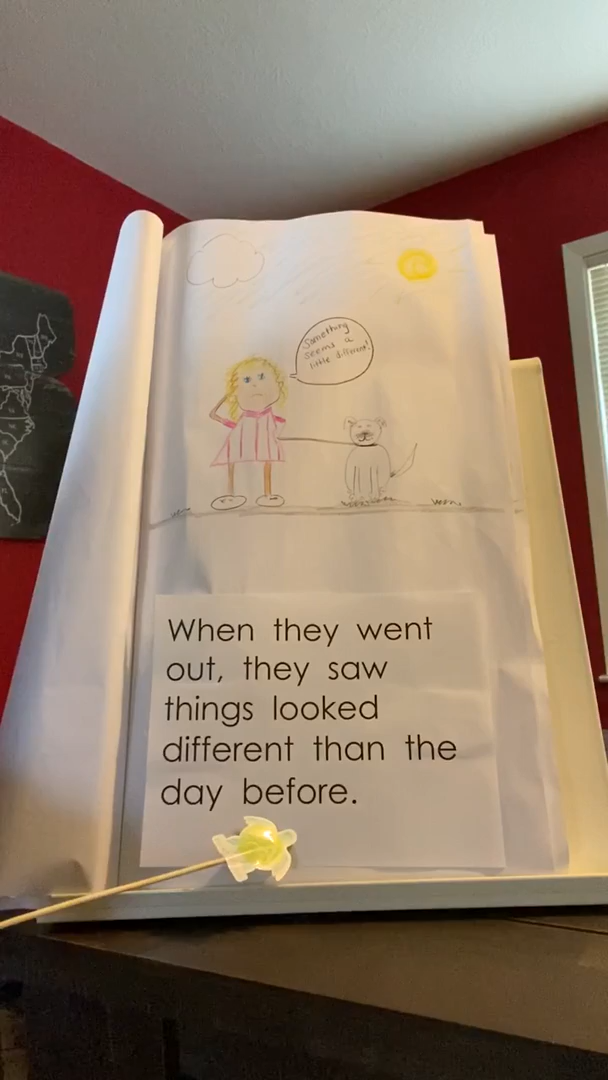 Something
seems a
little different!
When they went
out, they saw
things looked
different than the
day before.